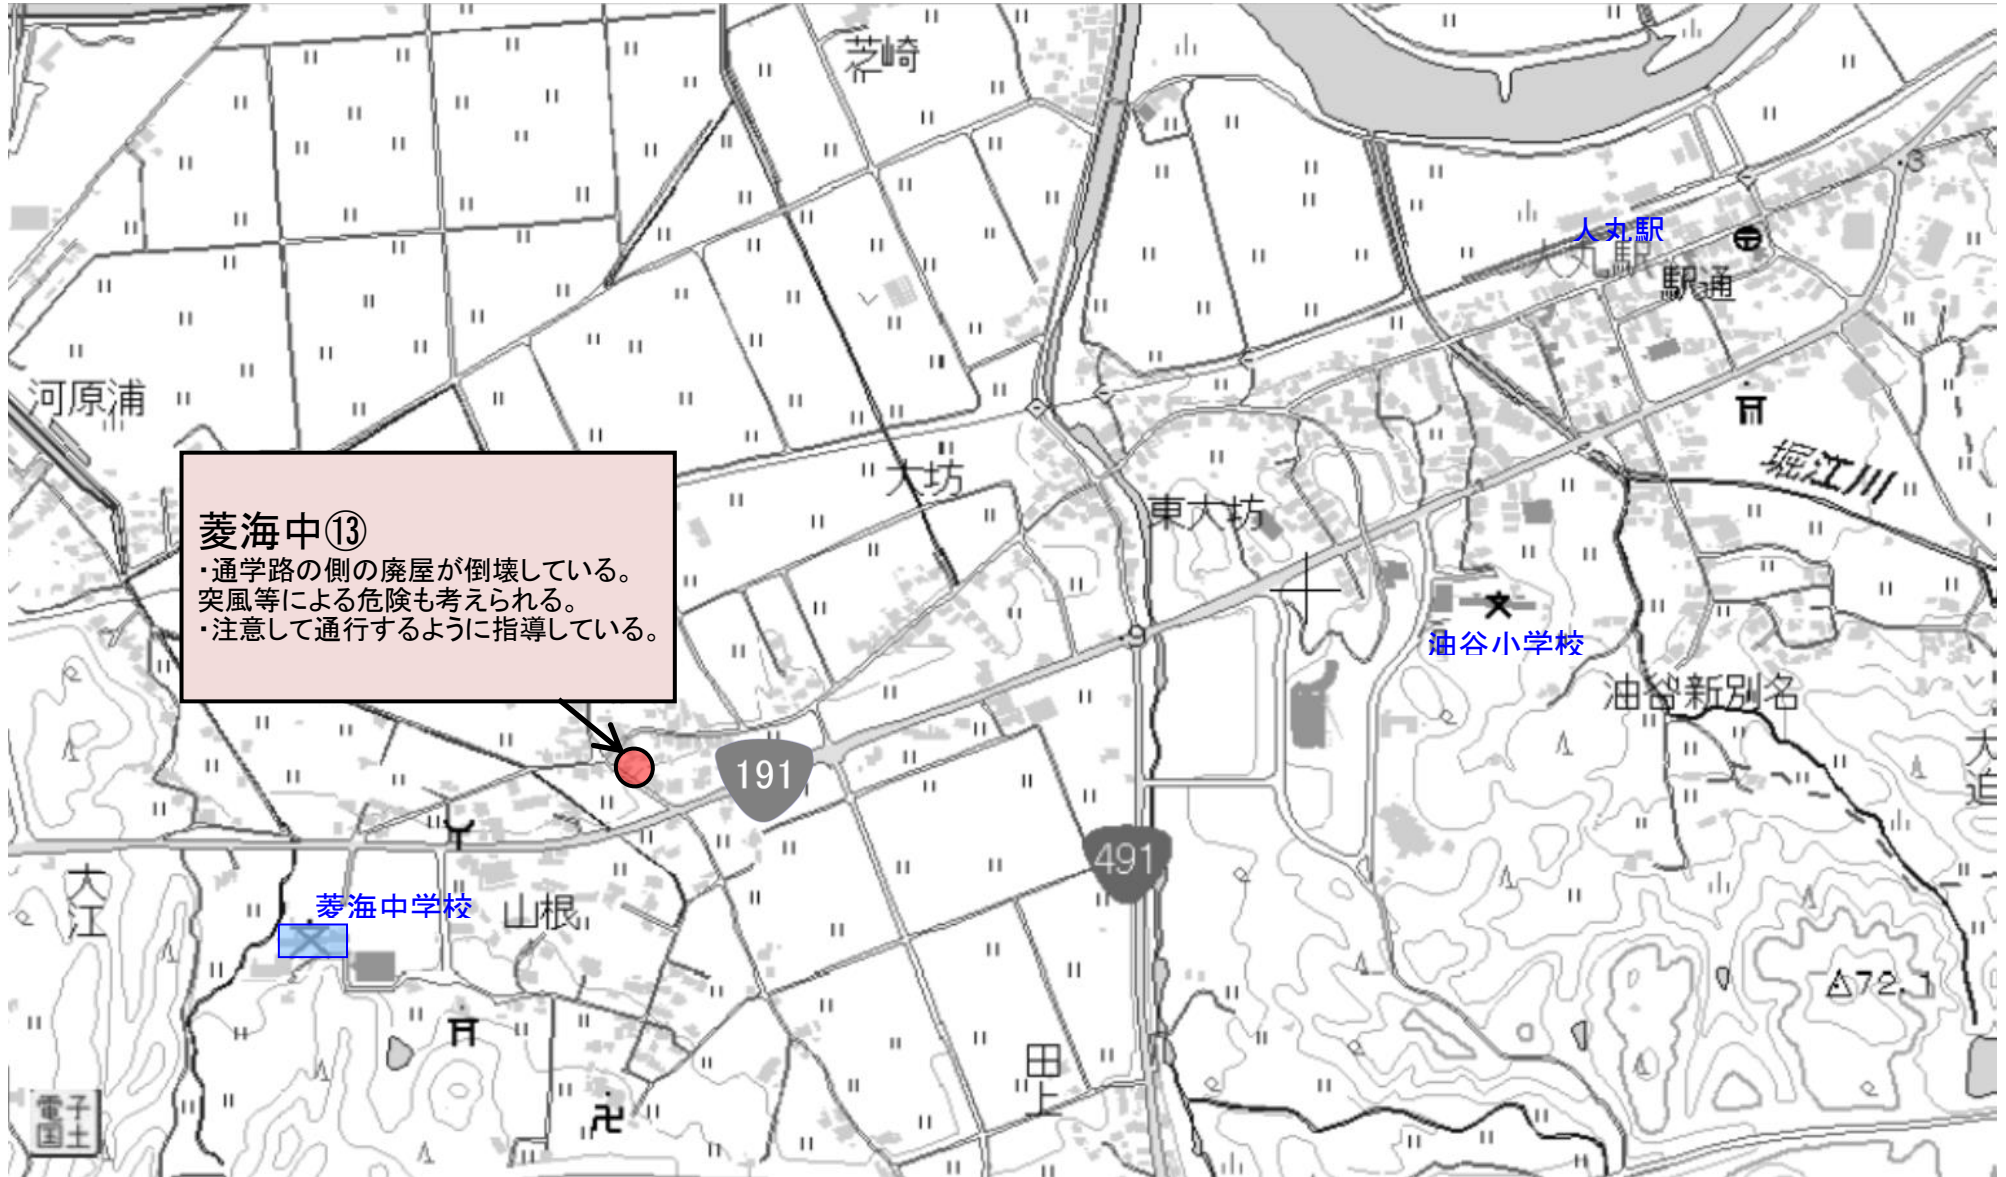 芝崎
・3
人丸駅
人丸駅
駅通
河原浦
大坊
堀江川
菱海中⑬
・通学路の側の廃屋が倒壊している。
突風等による危険も考えられる。
・注意して通行するように指導している。
東大坊
油谷小学校
油谷新別名
大迫
191
491
大江
菱海中学校
山根
72.1
田上
電子
国土